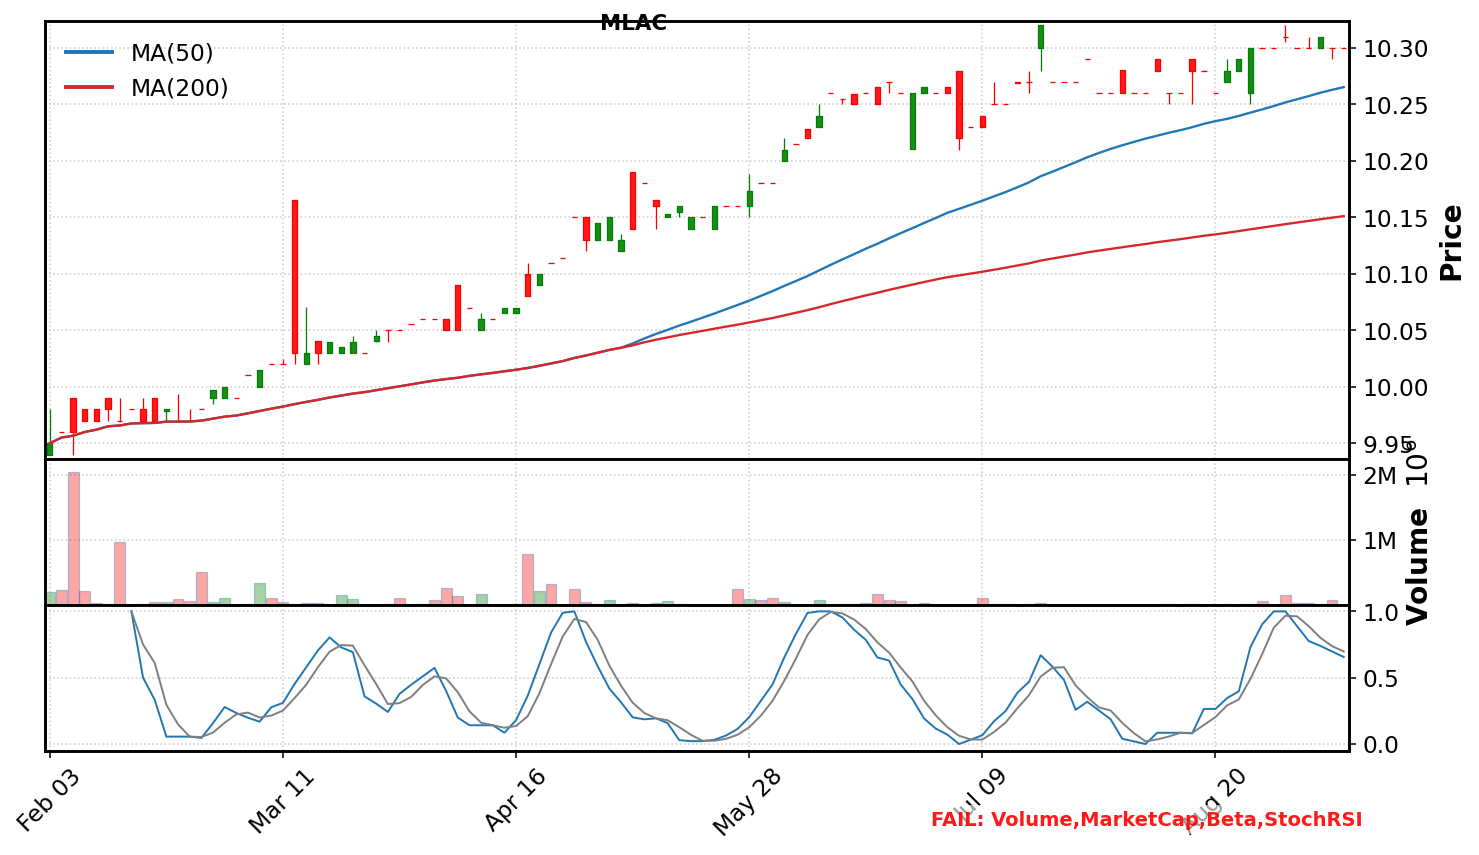 MLAC
MA(50)
MA(200)
10.30
10.25
10.20
10.15
10.10
10.05
10.00
9.95
Price
2M
1M
Volume 10⁶
1.0
0.5
0.0
Feb 03
Mar 11
Apr 16
May 28
Jul 09
Aug 20
FAIL: Volume,MarketCap,Beta,StochRSI